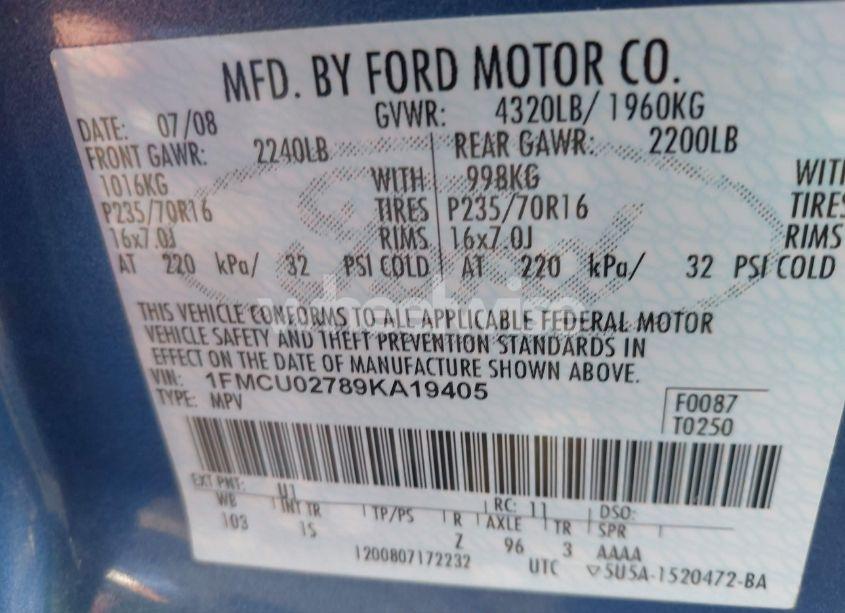 MFD. BY FORD MOTOR CO.
DATE: 07/08 GVWR: 4320LB/ 1960KG
FRONT GAWR: 2240LB REAR GAWR: 2200LB
1016KG WITH 998KG WITH
P235/70R16 TIRES P235/70R16 TIRES
16x7.0J RIMS 16x7.0J RIMS
AT 220 kPa/ 32 PSI COLD AT 220 kPa/ 32 PSI COLD
THIS VEHICLE CONFORMS TO ALL APPLICABLE FEDERAL MOTOR
VEHICLE SAFETY AND THEFT PREVENTION STANDARDS IN
EFFECT ON THE DATE OF MANUFACTURE SHOWN ABOVE.
VIN: 1FMCU02789KA19405
TYPE: MPV
F0087
T0250
EXT PNT: U1 RC: 11 DSO:
WB INT TR TP/PS R AXLE TR SPR
103 IS Z 96 3 AAAA
1200807172232 UTC ▽5U5A-1520472-BA